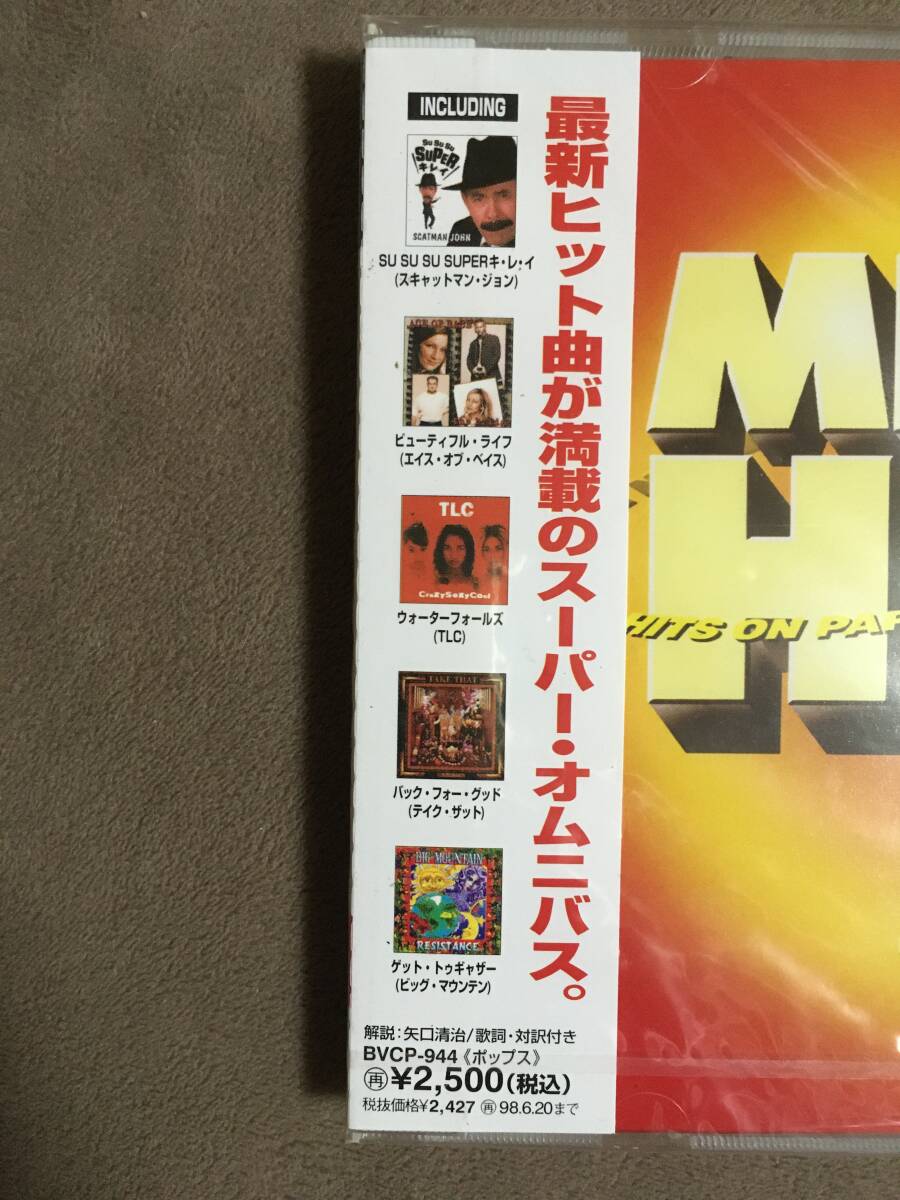 INCLUDING
Su Su Su
SUPER
キレイ
SCATMAN JOHN
SU SU SU SUPERキ・レ・イ
(スキャットマン・ジョン)
ACE OF BASE
ビューティフル・ライフ
(エイス・オブ・ベイス)
TLC
CrazySexyCool
ウォーターフォールズ
(TLC)
TAKE THAT
バック・フォー・グッド
(テイク・ザット)
BIG MOUNTAIN
RESISTANCE
ゲット・トゥギャザー
(ビッグ・マウンテン)
最新ヒット曲が満載のスーパー・オムニバス。
解説:矢口清治/歌詞・対訳付き
BVCP-944《ポップス》
再¥2,500(税込)
税抜価格¥2,427 再98.6.20まで
M
H
HITS ON PAR